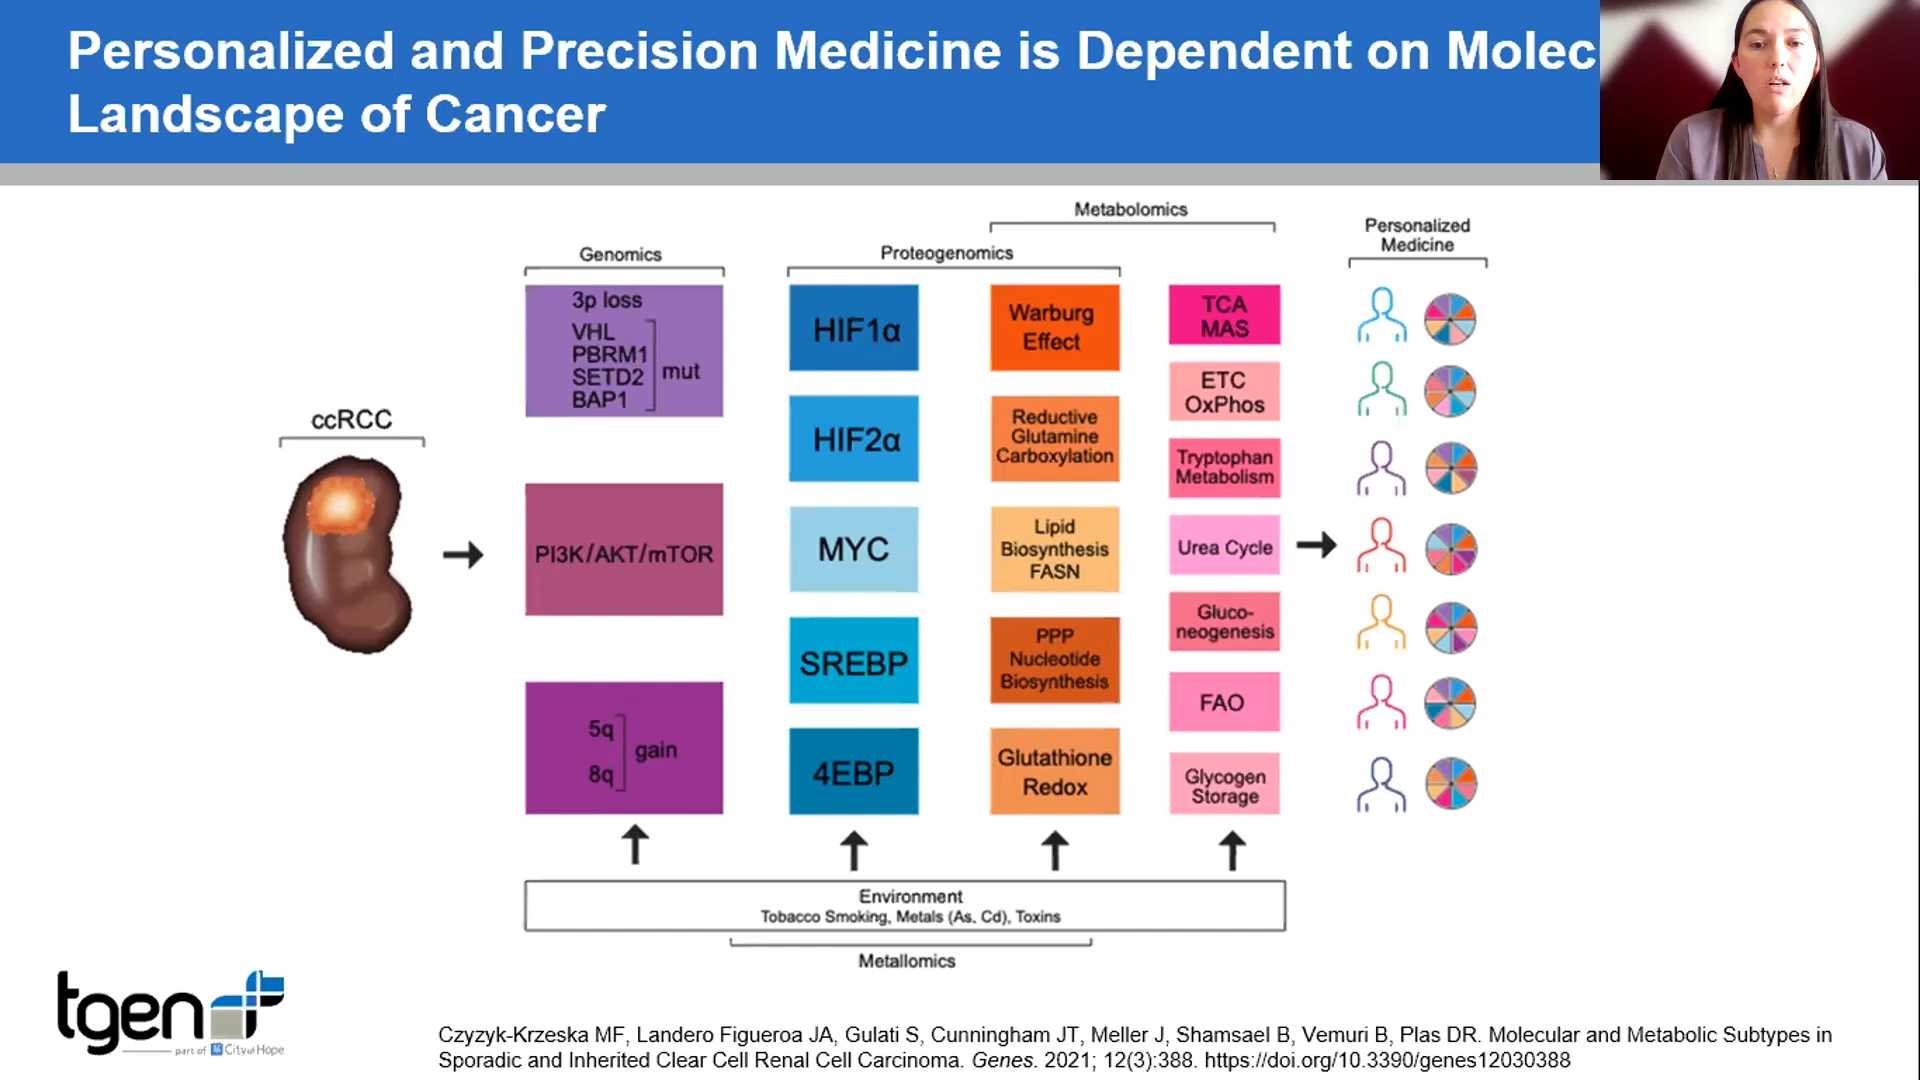 Personalized and Precision Medicine is Dependent on Molec
Landscape of Cancer
Metabolomics
Genomics
Proteogenomics
Personalized
Medicine
ccRCC
3p loss
VHL
PBRM1
SETD2
BAP1
mut
PI3K/AKT/mTOR
5q
8q
gain
HIF1α
HIF2α
MYC
SREBP
4EBP
Warburg
Effect
Reductive
Glutamine
Carboxylation
Lipid
Biosynthesis
FASN
PPP
Nucleotide
Biosynthesis
Glutathione
Redox
TCA
MAS
ETC
OxPhos
Tryptophan
Metabolism
Urea Cycle
Gluco-
neogenesis
FAO
Glycogen
Storage
Environment
Tobacco Smoking, Metals (As, Cd), Toxins
Metallomics
tgen
part of City of Hope
Czyzyk-Krzeska MF, Landero Figueroa JA, Gulati S, Cunningham JT, Meller J, Shamsael B, Vemuri B, Plas DR. Molecular and Metabolic Subtypes in
Sporadic and Inherited Clear Cell Renal Cell Carcinoma. Genes. 2021; 12(3):388. https://doi.org/10.3390/genes12030388